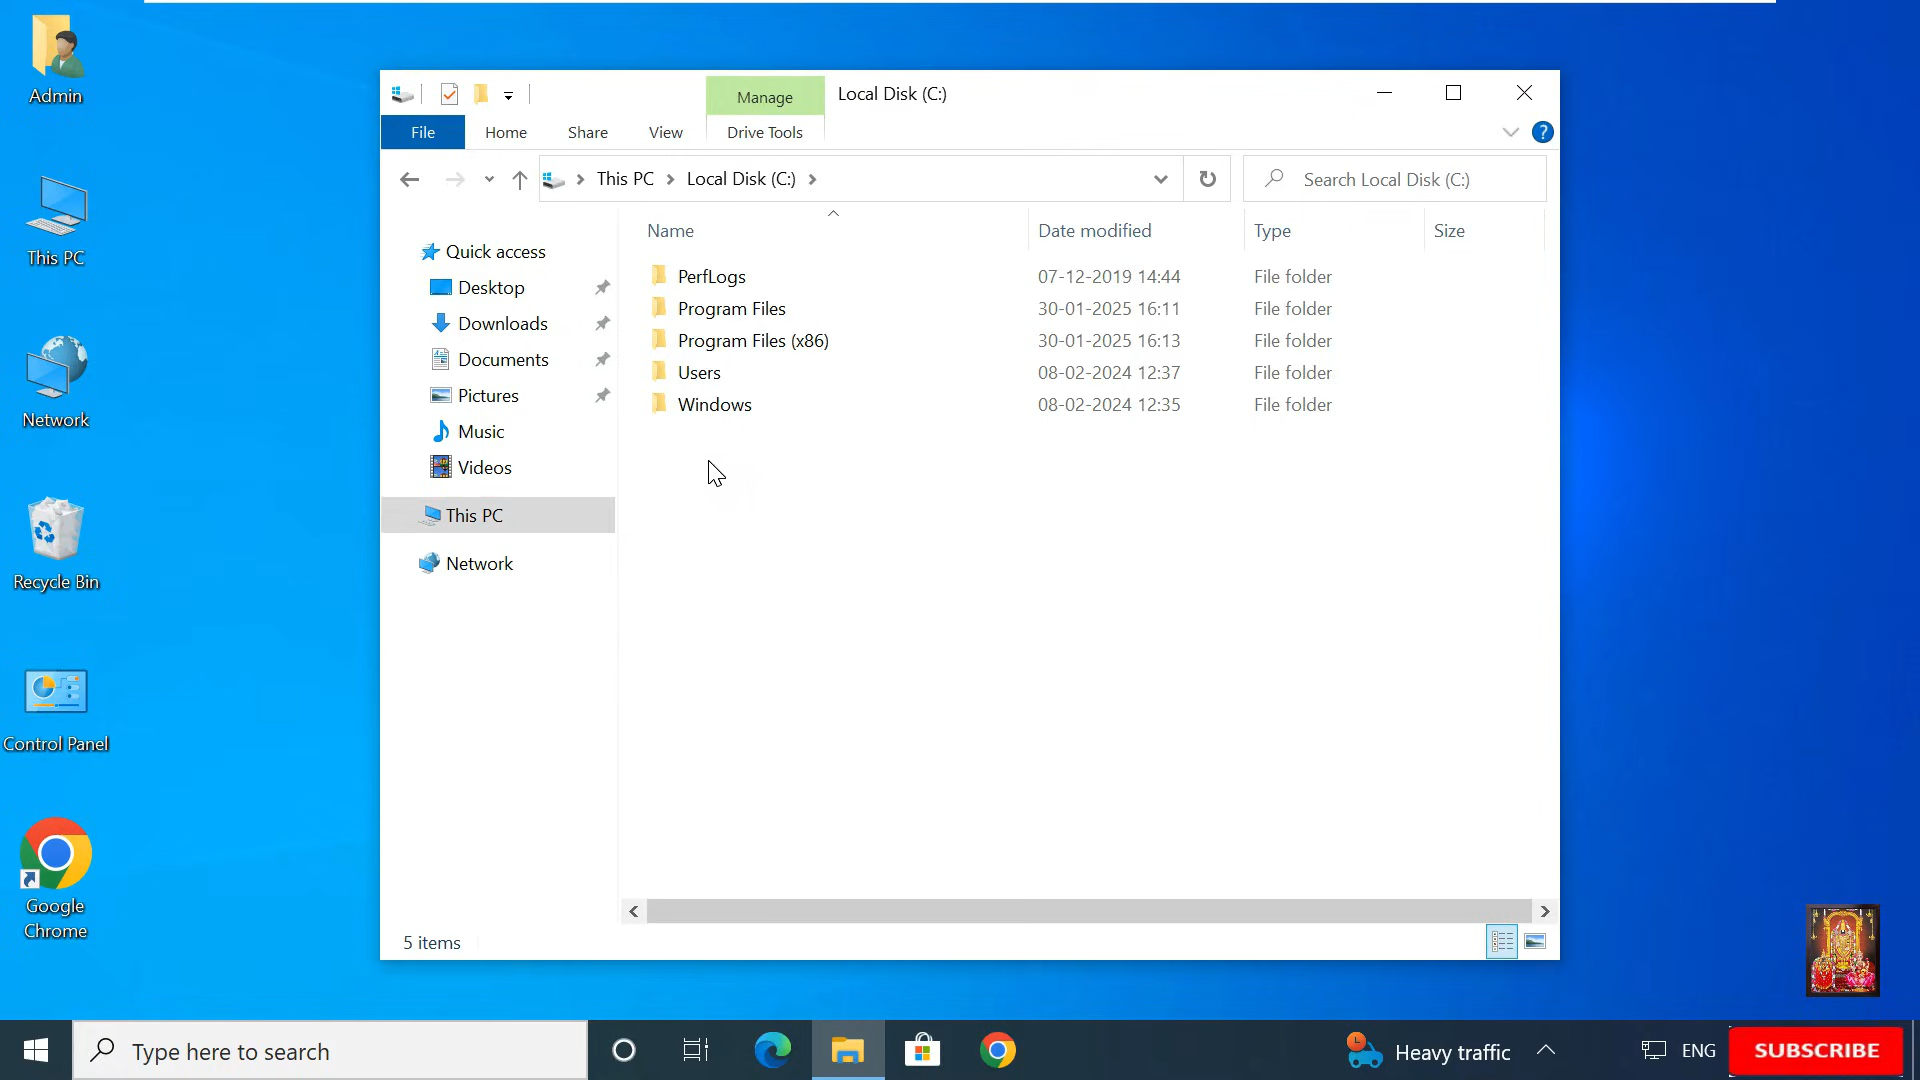 Admin
This PC
Network
Recycle Bin
Control Panel
Google
Chrome
Manage
Local Disk (C:)
File
Home
Share
View
Drive Tools
?
This PC
Local Disk (C:)
Search Local Disk (C:)
Name
Date modified
Type
Size
Quick access
Desktop
Downloads
Documents
Pictures
Music
Videos
This PC
Network
PerfLogs 07-12-2019 14:44 File folder
Program Files 30-01-2025 16:11 File folder
Program Files (x86) 30-01-2025 16:13 File folder
Users 08-02-2024 12:37 File folder
Windows 08-02-2024 12:35 File folder
5 items
Type here to search
Heavy traffic
ENG
SUBSCRIBE